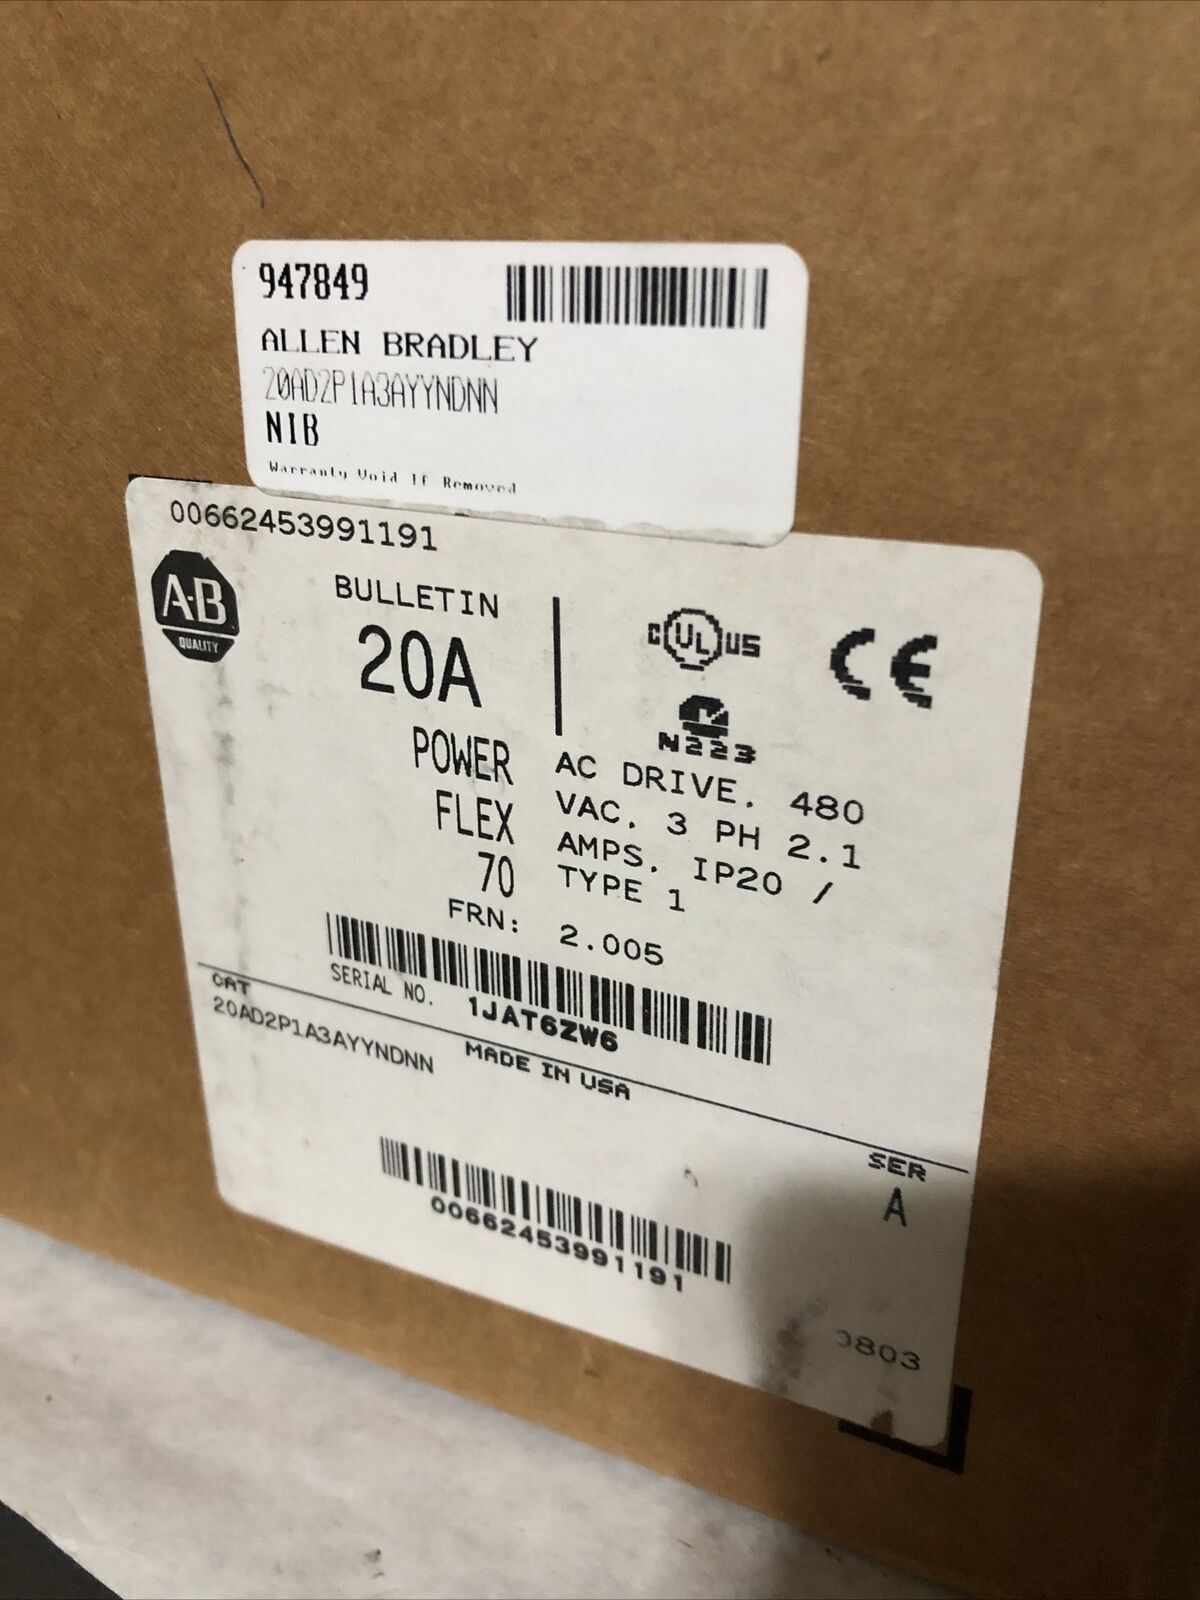 947849
ALLEN BRADLEY
20AD2P1A3AYYNDNN
NIB
Warranty Void If Removed
00662453991191
A-B
QUALITY
BULLETIN
20A
C UL US
CE
N223
POWER
FLEX
70
AC DRIVE, 480
VAC, 3 PH 2.1
AMPS, IP20 /
TYPE 1
FRN: 2.005
SERIAL NO. 1JAT6ZW6
CAT
20AD2P1A3AYYNDNN
MADE IN USA
SER
A
00662453991191
0803